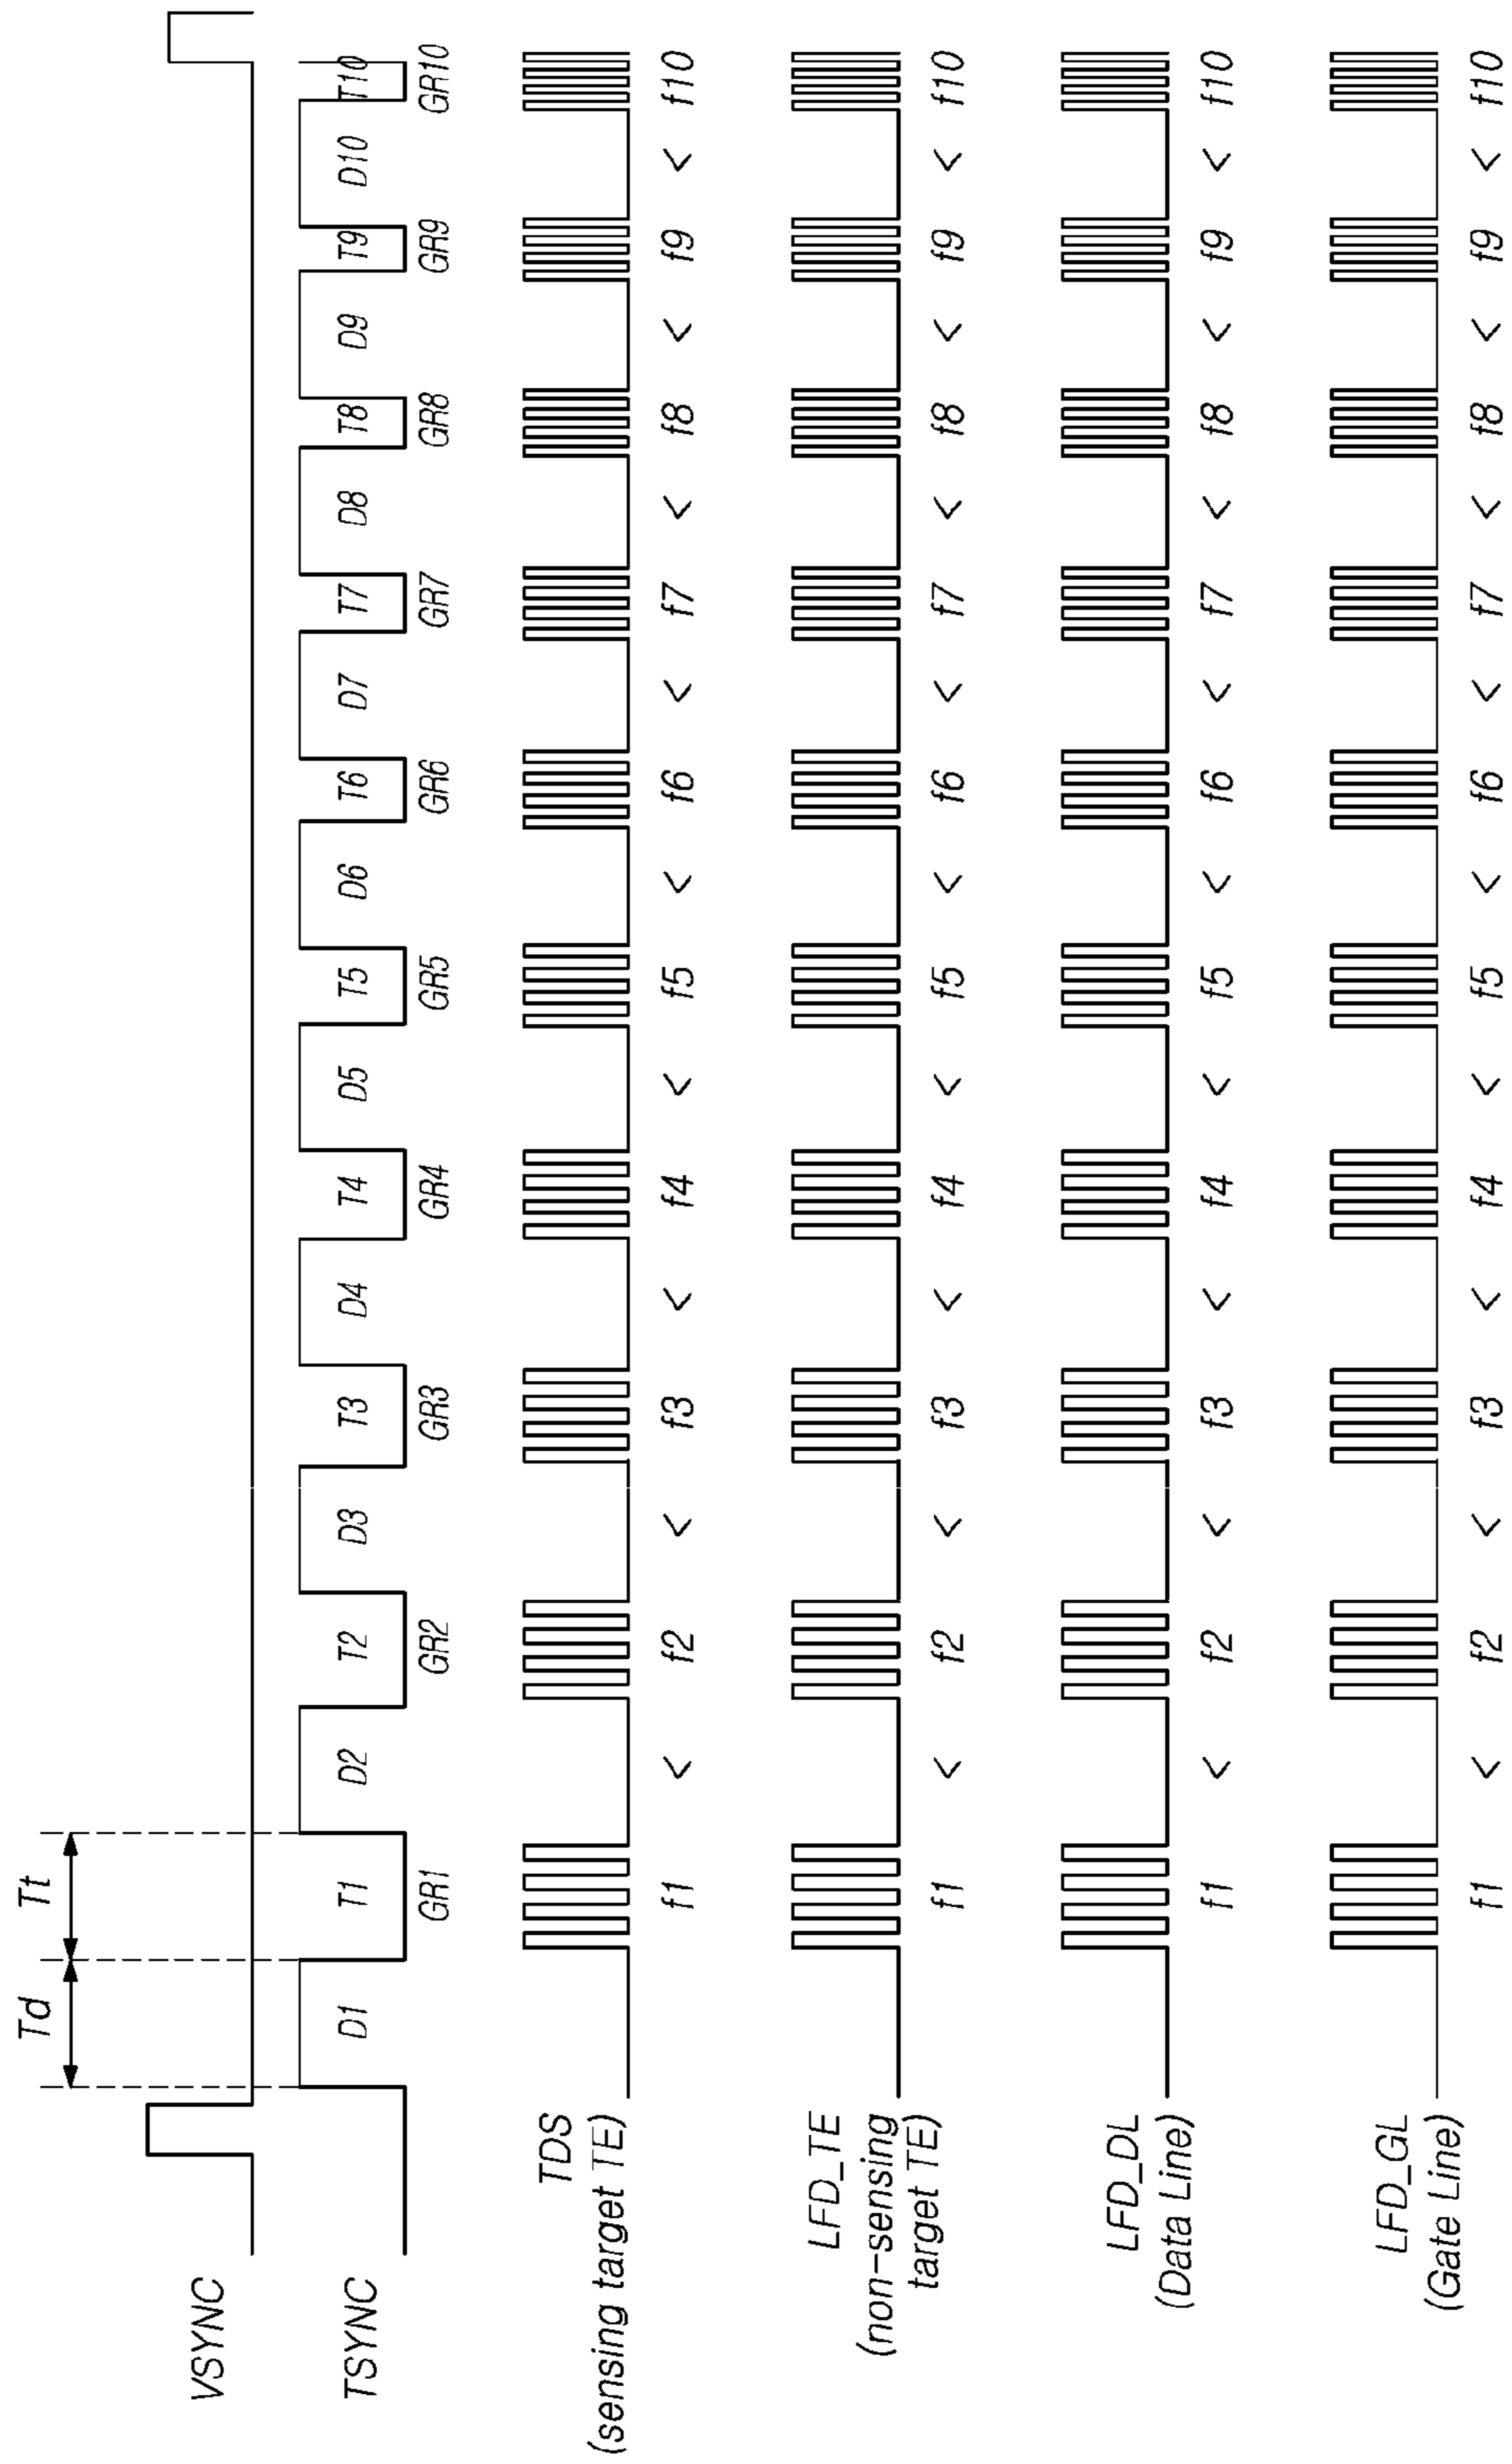 Td Tt
VSYNC
TSYNC D1 T1 D2 T2 D3 T3 D4 T4 D5 T5 D6 T6 D7 T7 D8 T8 D9 T9 D10 T10
GR1 GR2 GR3 GR4 GR5 GR6 GR7 GR8 GR9 GR10
TDS
(sensing target TE)
f1 < f2 < f3 < f4 < f5 < f6 < f7 < f8 < f9 < f10
LFD_TE
(non-sensing
target TE)
f1 < f2 < f3 < f4 < f5 < f6 < f7 < f8 < f9 < f10
LFD_DL
(Data Line)
f1 < f2 < f3 < f4 < f5 < f6 < f7 < f8 < f9 < f10
LFD_GL
(Gate Line)
f1 < f2 < f3 < f4 < f5 < f6 < f7 < f8 < f9 < f10